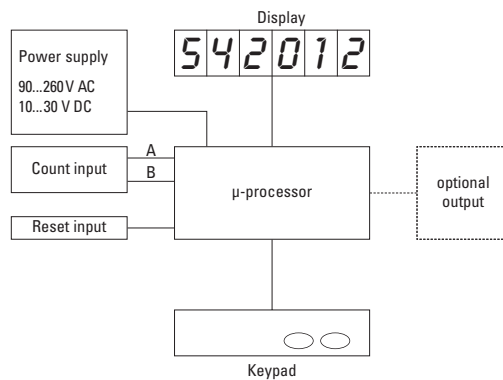 Display
542012
Power supply
90...260 V AC
10...30 V DC
Count input
A
B
µ-processor
optional
output
Reset input
Keypad